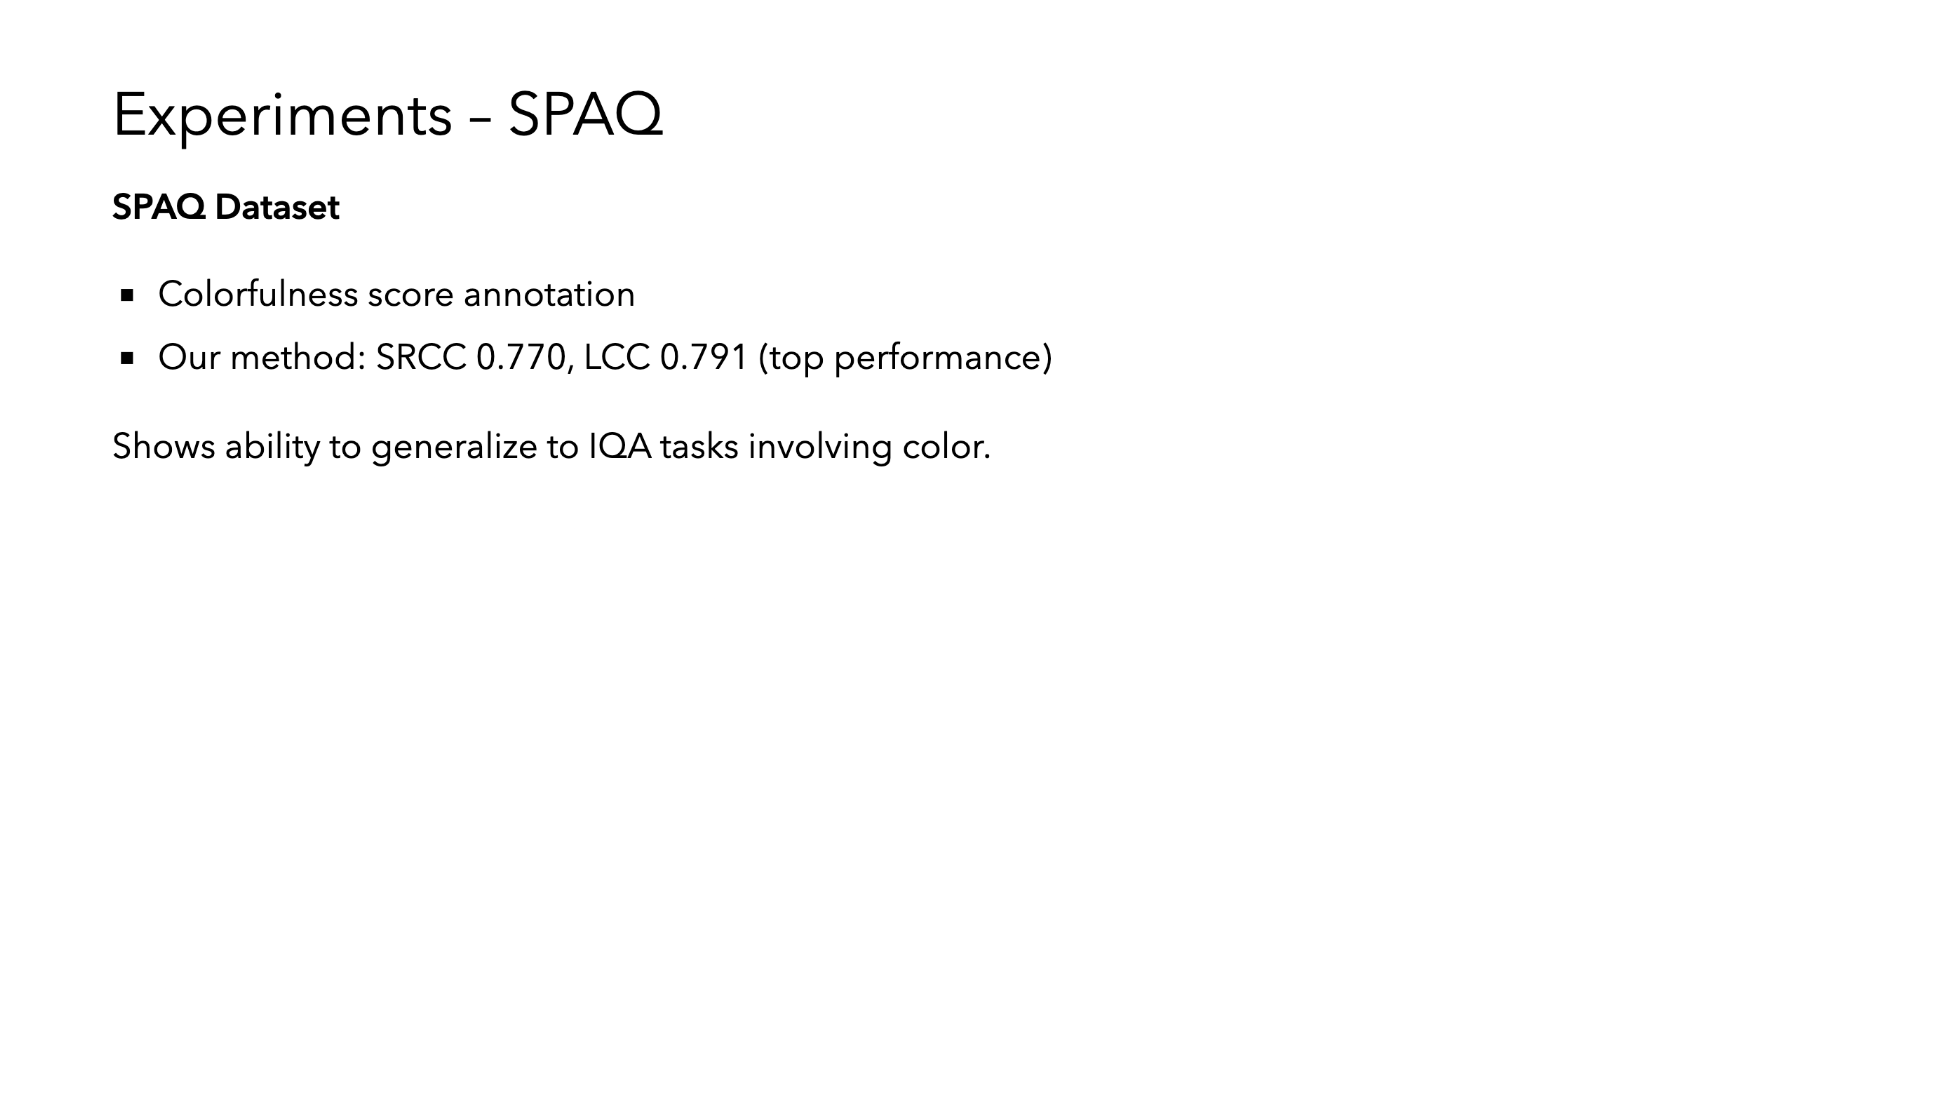 Experiments – SPAQ
SPAQ Dataset
▪ Colorfulness score annotation
▪ Our method: SRCC 0.770, LCC 0.791 (top performance)
Shows ability to generalize to IQA tasks involving color.